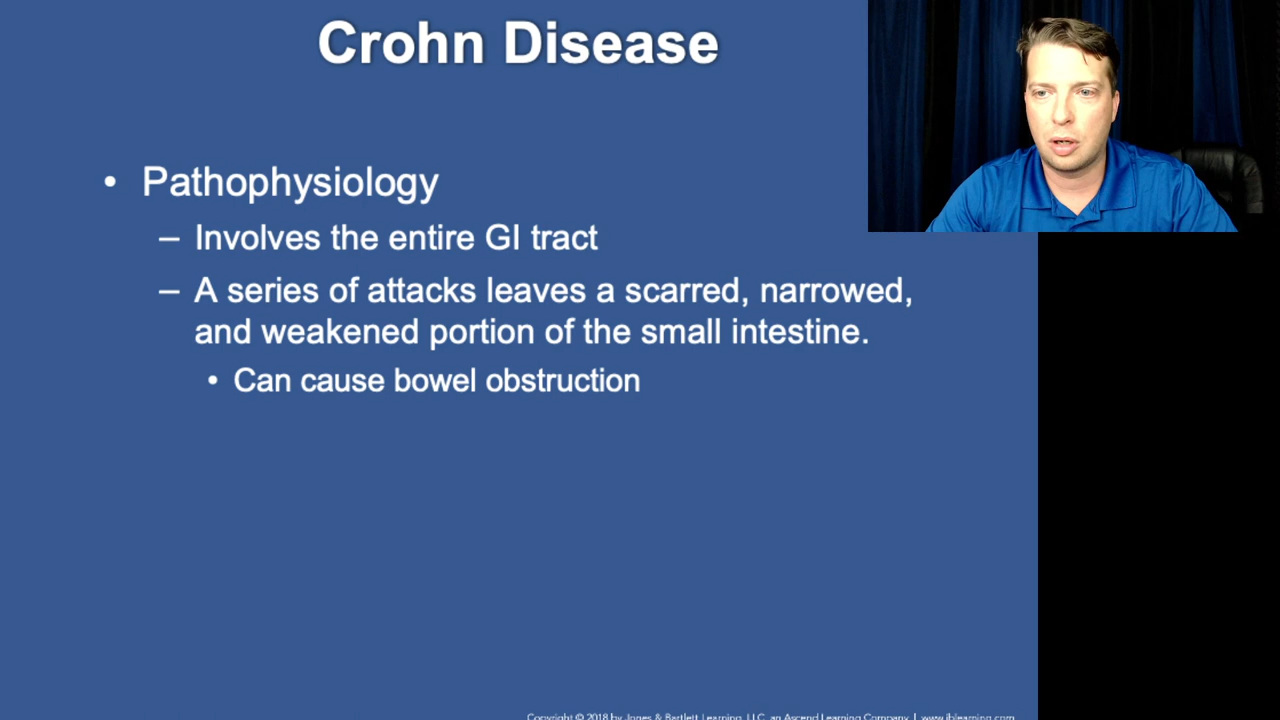 Crohn Disease
• Pathophysiology
– Involves the entire GI tract
– A series of attacks leaves a scarred, narrowed,
and weakened portion of the small intestine.
• Can cause bowel obstruction
Copyright © 2018 by Jones & Bartlett Learning, LLC, an Ascend Learning Company | www.jblearning.com